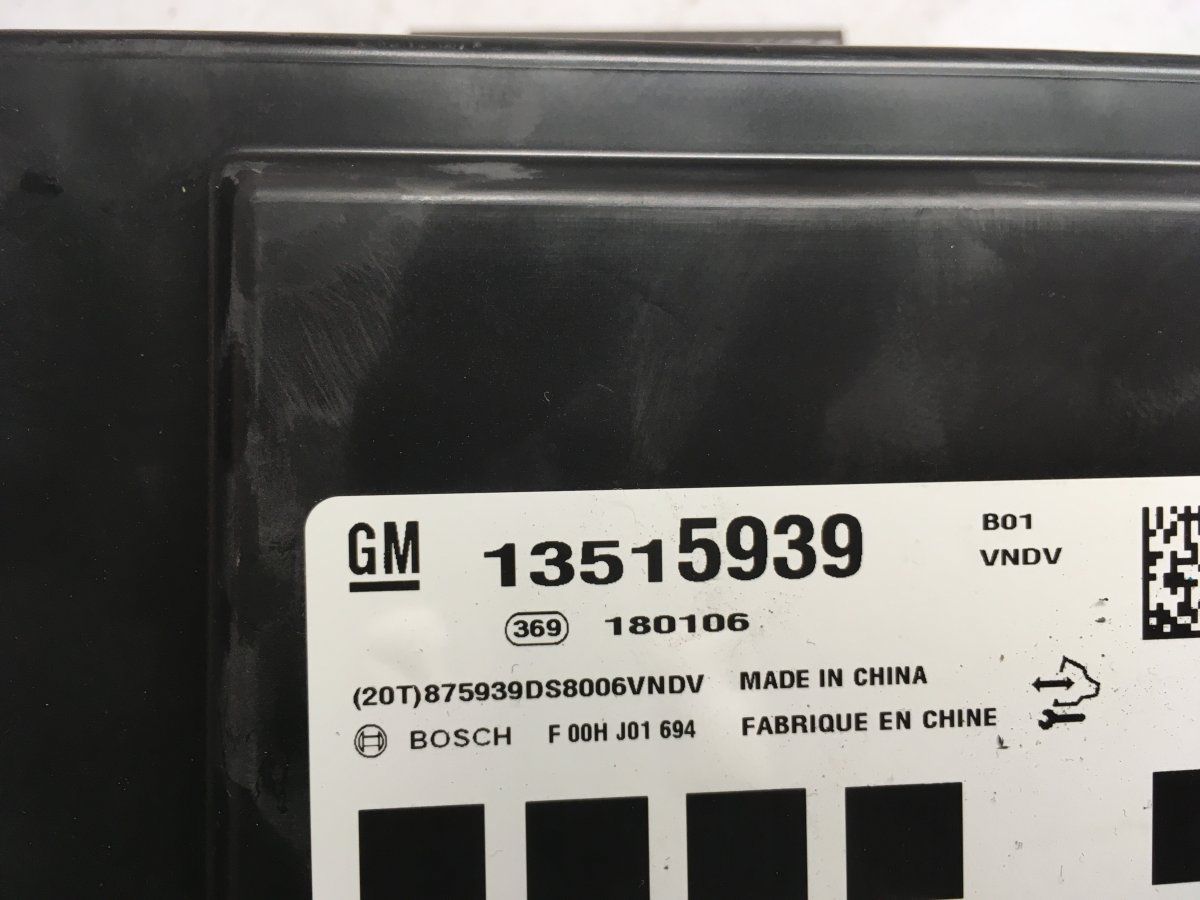 GM 13515939 B01
VNDV
369 180106
(20T)875939DS8006VNDV MADE IN CHINA
BOSCH F 00H J01 694 FABRIQUE EN CHINE